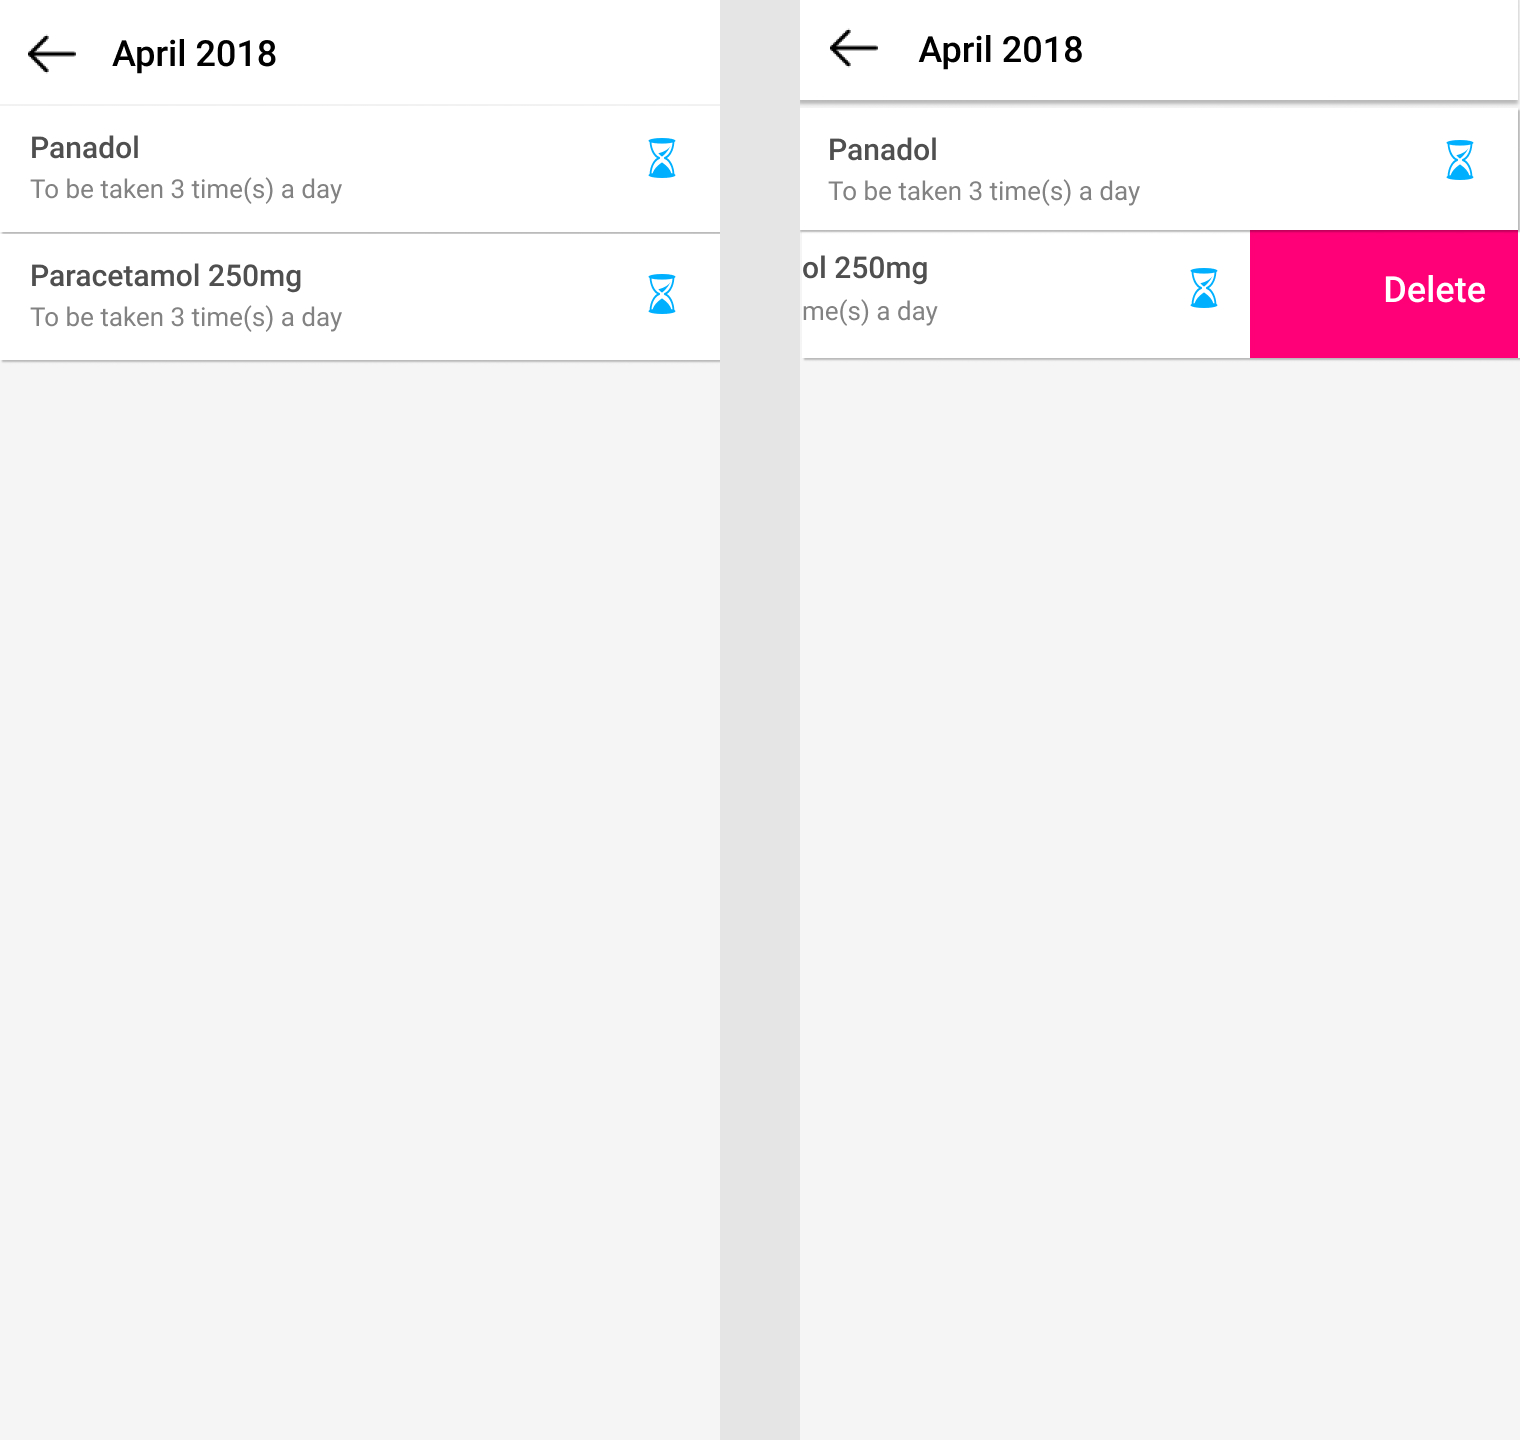 April 2018
Panadol
To be taken 3 time(s) a day
Paracetamol 250mg
To be taken 3 time(s) a day
April 2018
Panadol
To be taken 3 time(s) a day
ol 250mg
me(s) a day
Delete